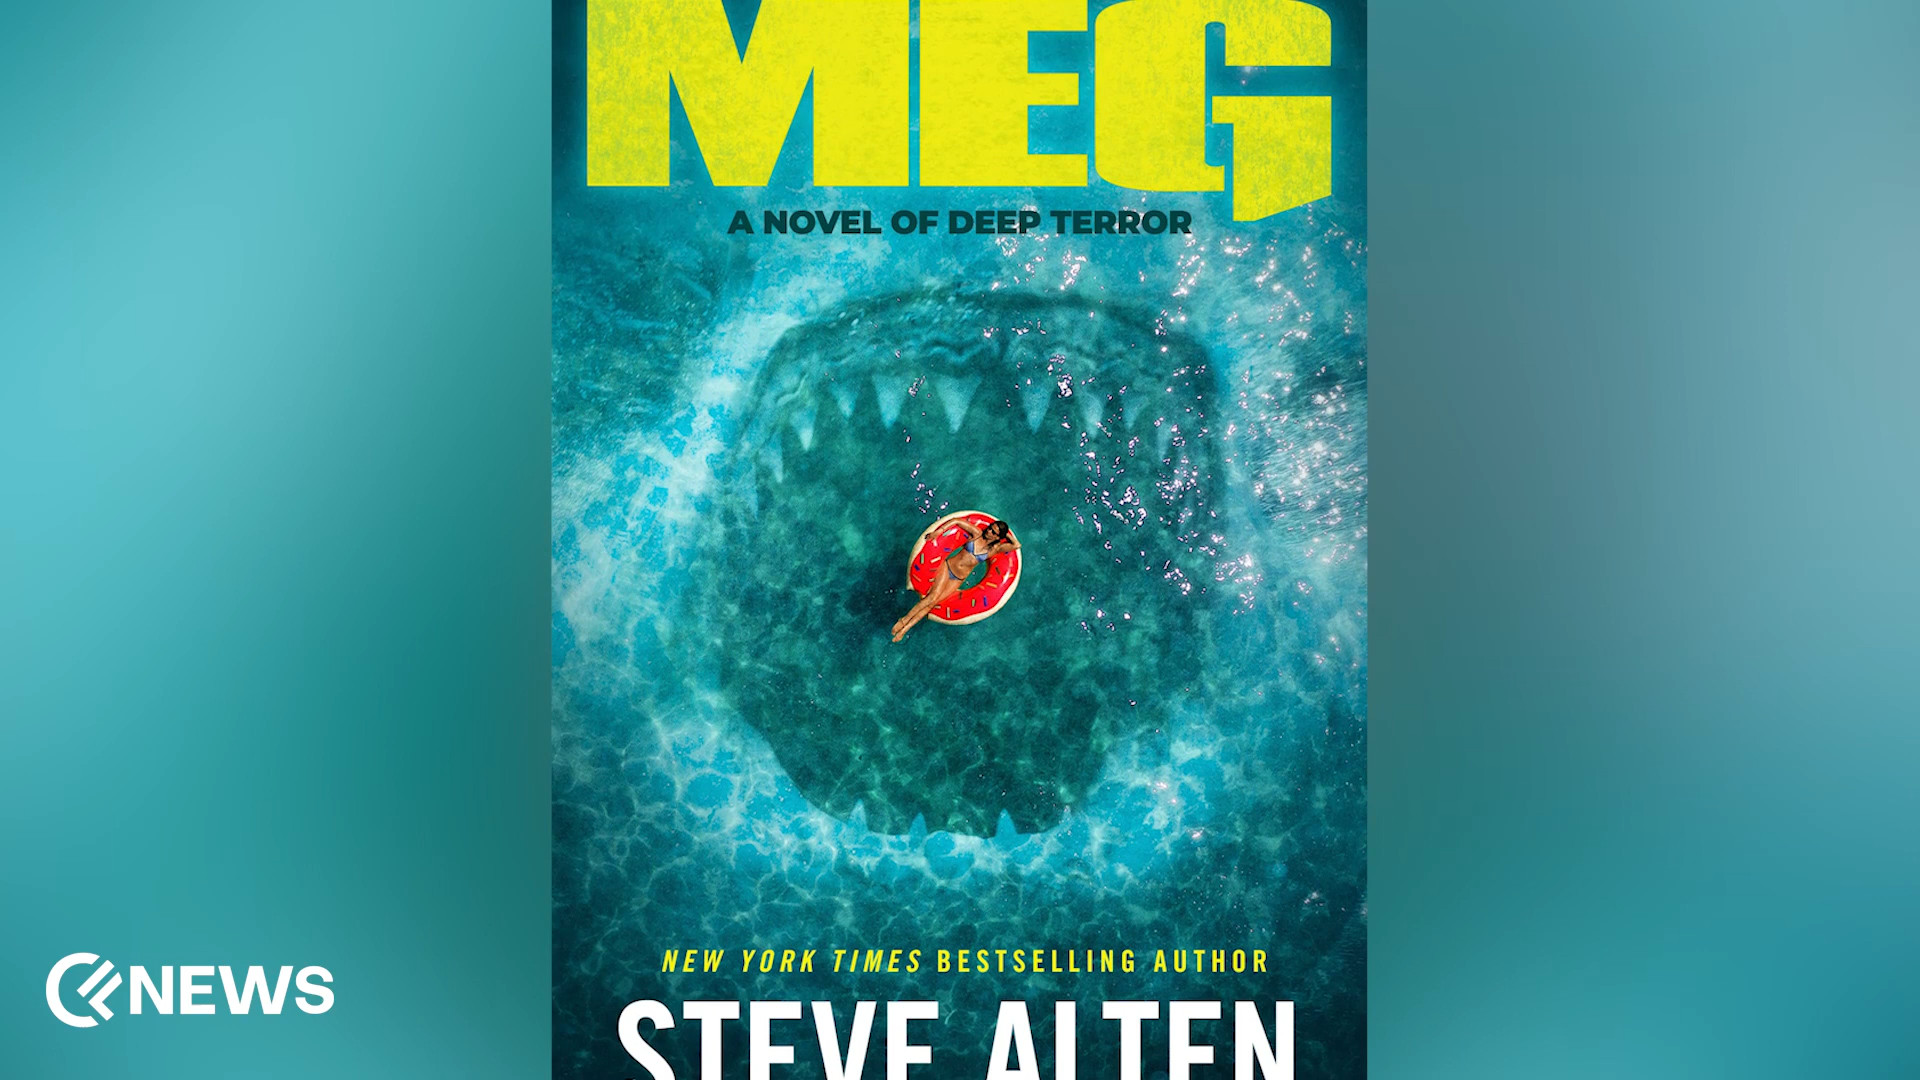 MEG
A NOVEL OF DEEP TERROR
NEW YORK TIMES BESTSELLING AUTHOR
STEVE ALTEN
NEWS